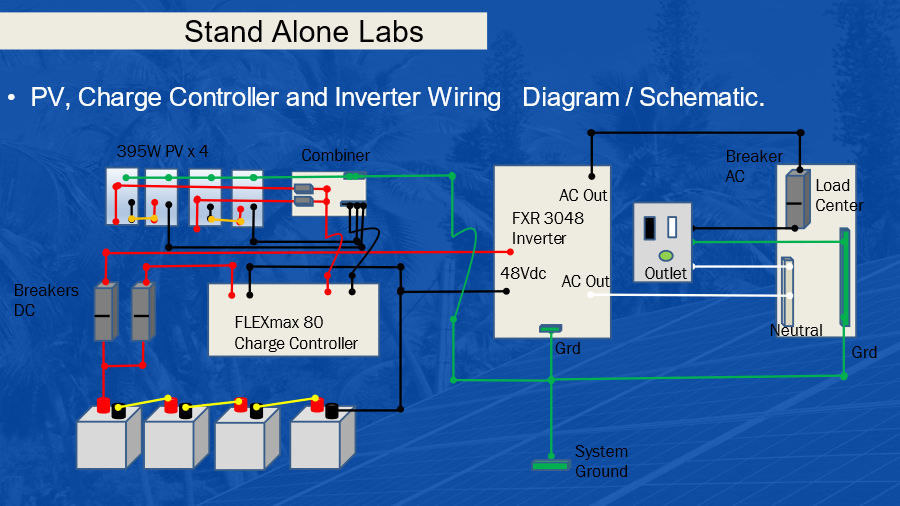 Stand Alone Labs
• PV, Charge Controller and Inverter Wiring Diagram / Schematic.
395W PV x 4
Combiner
Breaker
AC
AC Out
Load
Center
FXR 3048
Inverter
48Vdc
AC Out
Outlet
Breakers
DC
FLEXmax 80
Charge Controller
Neutral
Grd
Grd
System
Ground